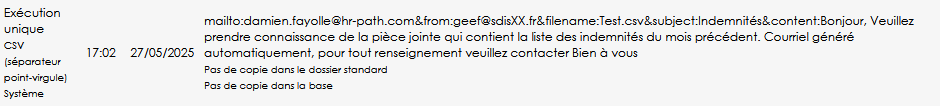 Exécution
unique
CSV
(séparateur
point-virgule)
Système
17:02
27/05/2025
mailto:damien.fayolle@hr-path.com&from:geef@sdisXX.fr&filename:Test.csv&subject:Indemnités&content:Bonjour, Veuillez
prendre connaissance de la pièce jointe qui contient la liste des indemnités du mois précédent. Courriel généré
automatiquement, pour tout renseignement veuillez contacter Bien à vous
Pas de copie dans le dossier standard
Pas de copie dans la base